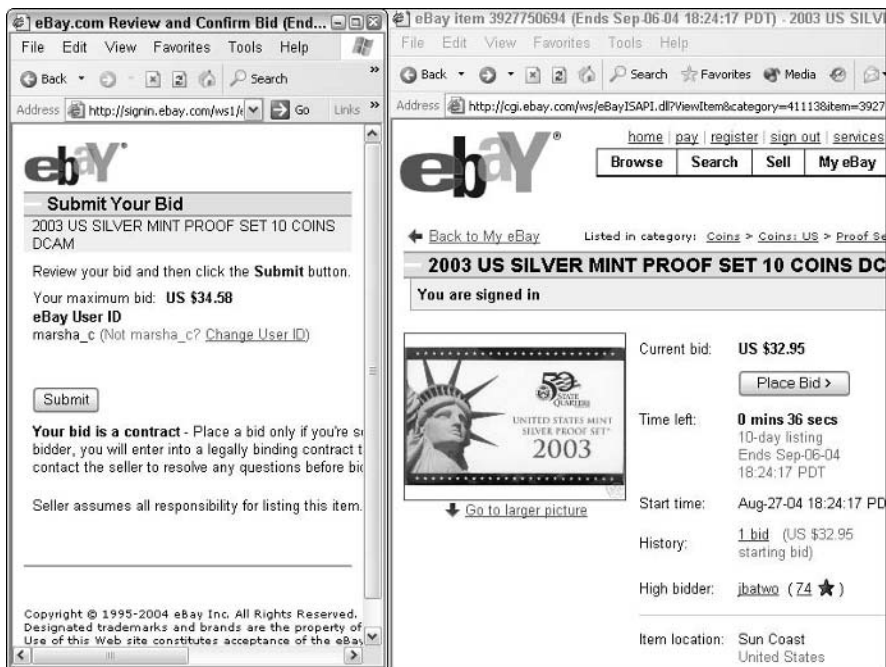 eBay.com Review and Confirm Bid (End...
File Edit View Favorites Tools Help
Back Search
Address http://signin.ebay.com/ws1/e Go Links
ebaY
Submit Your Bid
2003 US SILVER MINT PROOF SET 10 COINS
DCAM
Review your bid and then click the Submit button.
Your maximum bid: US $34.58
eBay User ID
marsha_c (Not marsha_c? Change User ID)
Submit
Your bid is a contract - Place a bid only if you're
bidder, you will enter into a legally binding contract
contact the seller to resolve any questions before
Seller assumes all responsibility for listing this item.
Copyright © 1995-2004 eBay Inc. All Rights Reserved.
Designated trademarks and brands are the property of
Use of this Web site constitutes acceptance of the
eBay item 3927750694 (Ends Sep-06-04 18:24:17 PDT) - 2003 US
File Edit View Favorites Tools Help
Back Search Favorites Media
Address http://cgi.ebay.com/ws/eBayISAPI.dll?ViewItem&category=41113&item=3927
ebaY®
home | pay | register | sign out | services
Browse Search Sell My eBay
Back to My eBay Listed in category: Coins > Coins: US > Proof
2003 US SILVER MINT PROOF SET 10 COINS
You are signed in
50
STATE
QUARTERS
UNITED STATES MINT
SILVER PROOF SET
2003
Go to larger picture
Current bid: US $32.95
Place Bid >
Time left: 0 mins 36 secs
10-day listing
Ends Sep-06-04
18:24:17 PDT
Start time: Aug-27-04 18:24:17
History: 1 bid (US $32.95
starting bid)
High bidder: jbatwo (74 ★)
Item location: Sun Coast
United States